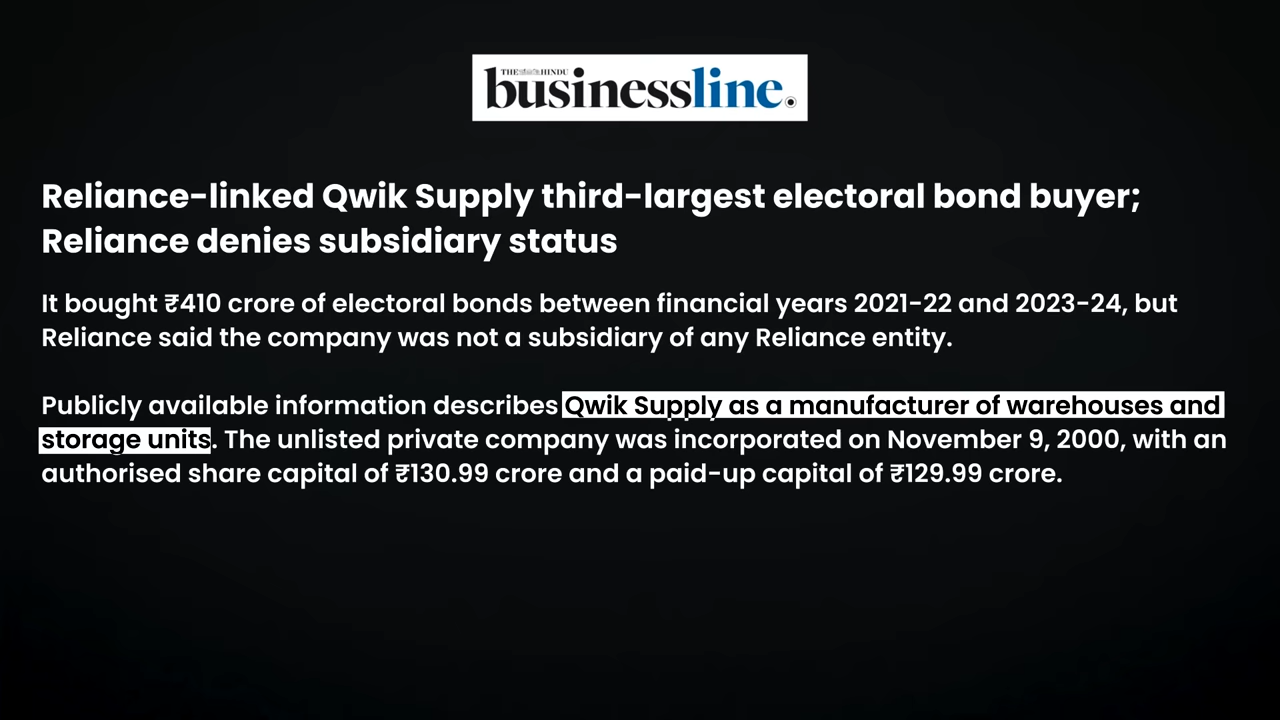 THE HINDU
businessline.
Reliance-linked Qwik Supply third-largest electoral bond buyer;
Reliance denies subsidiary status
It bought ₹410 crore of electoral bonds between financial years 2021-22 and 2023-24, but
Reliance said the company was not a subsidiary of any Reliance entity.
Publicly available information describes Qwik Supply as a manufacturer of warehouses and
storage units. The unlisted private company was incorporated on November 9, 2000, with an
authorised share capital of ₹130.99 crore and a paid-up capital of ₹129.99 crore.